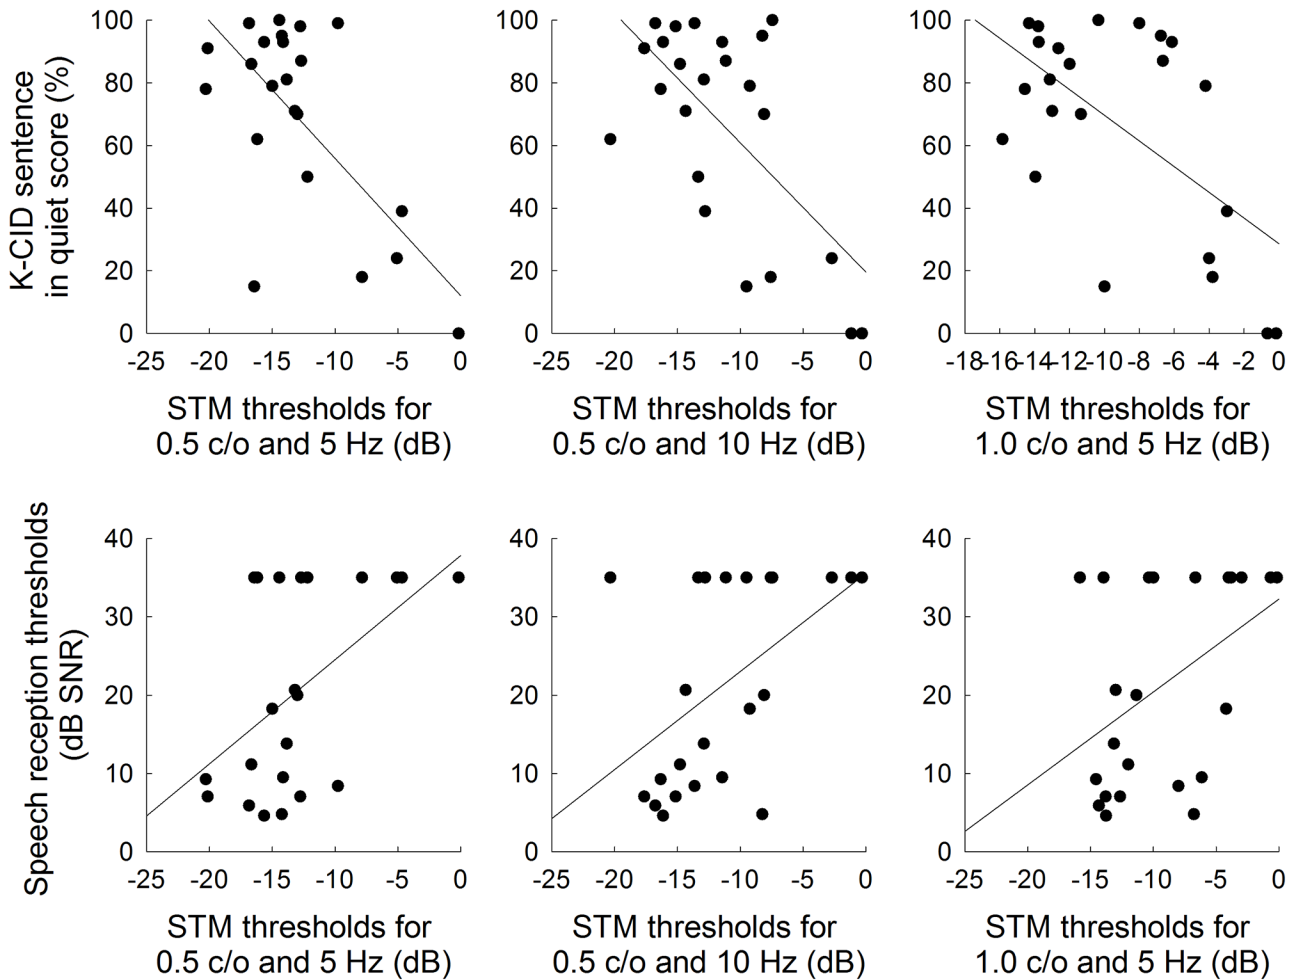 K-CID sentence
in quiet score (%)
100
80
60
40
20
0
-25 -20 -15 -10 -5 0
STM thresholds for
0.5 c/o and 5 Hz (dB)
100
80
60
40
20
0
-25 -20 -15 -10 -5 0
STM thresholds for
0.5 c/o and 10 Hz (dB)
100
80
60
40
20
0
-18 -16 -14 -12 -10 -8 -6 -4 -2 0
STM thresholds for
1.0 c/o and 5 Hz (dB)
Speech reception thresholds
(dB SNR)
40
30
20
10
0
-25 -20 -15 -10 -5 0
STM thresholds for
0.5 c/o and 5 Hz (dB)
40
30
20
10
0
-25 -20 -15 -10 -5 0
STM thresholds for
0.5 c/o and 10 Hz (dB)
40
30
20
10
0
-25 -20 -15 -10 -5 0
STM thresholds for
1.0 c/o and 5 Hz (dB)